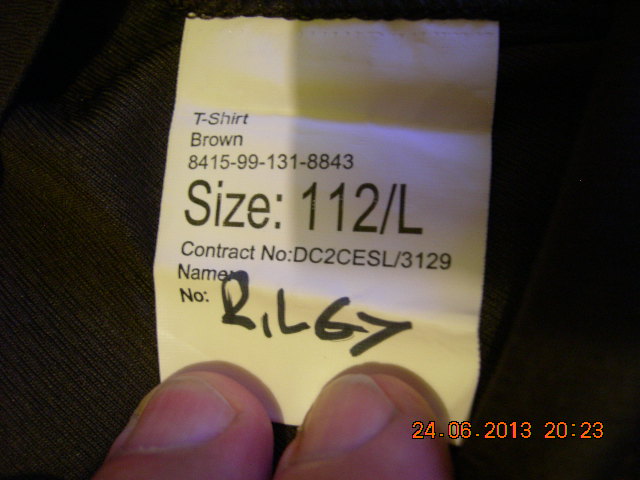 T-Shirt
Brown
8415-99-131-8843
Size: 112/L
Contract No:DC2CESL/3129
Name:
No:
RiLEY
24.06.2013 20:23